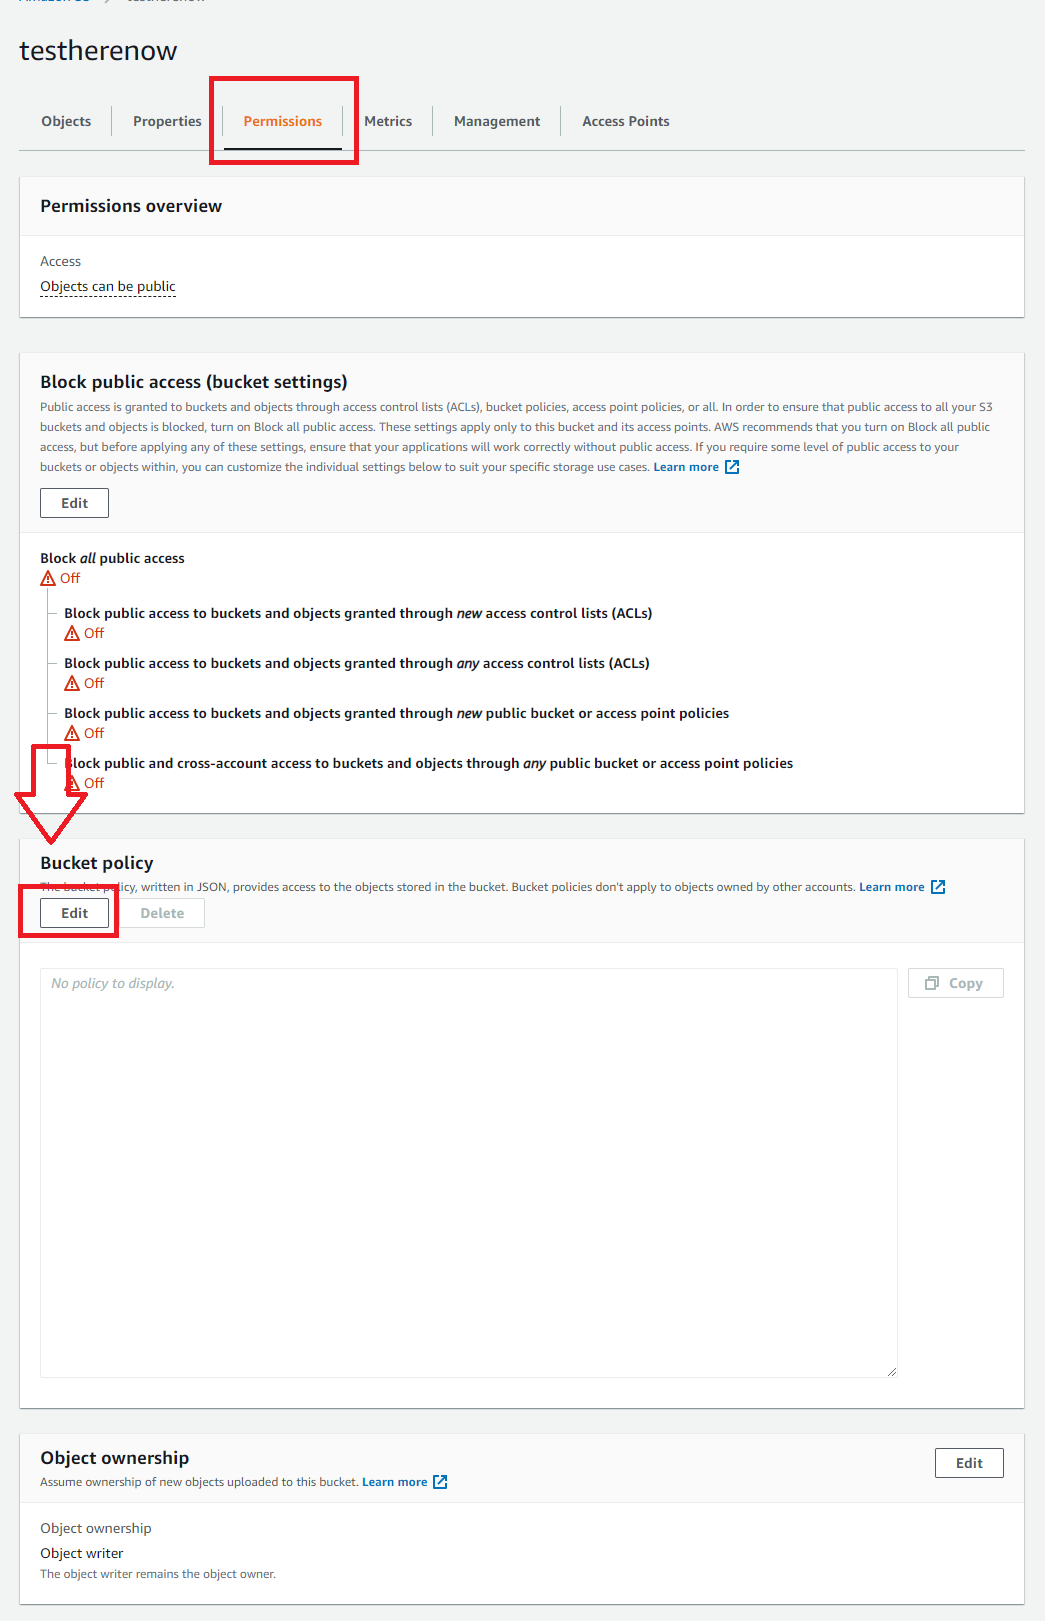 testherenow
Objects
Properties
Permissions
Metrics
Management
Access Points
Permissions overview
Access
Objects can be public
Block public access (bucket settings)
Public access is granted to buckets and objects through access control lists (ACLs), bucket policies, access point policies, or all. In order to ensure that public access to all your S3
buckets and objects is blocked, turn on Block all public access. These settings apply only to this bucket and its access points. AWS recommends that you turn on Block all public
access, but before applying any of these settings, ensure that your applications will work correctly without public access. If you require some level of public access to your
buckets or objects within, you can customize the individual settings below to suit your specific storage use cases. Learn more
Edit
Block all public access
Off
Block public access to buckets and objects granted through new access control lists (ACLs)
Off
Block public access to buckets and objects granted through any access control lists (ACLs)
Off
Block public access to buckets and objects granted through new public bucket or access point policies
Off
Block public and cross-account access to buckets and objects through any public bucket or access point policies
Off
Bucket policy
The bucket policy, written in JSON, provides access to the objects stored in the bucket. Bucket policies don't apply to objects owned by other accounts. Learn more
Edit
Delete
No policy to display.
Copy
Object ownership
Edit
Assume ownership of new objects uploaded to this bucket. Learn more
Object ownership
Object writer
The object writer remains the object owner.